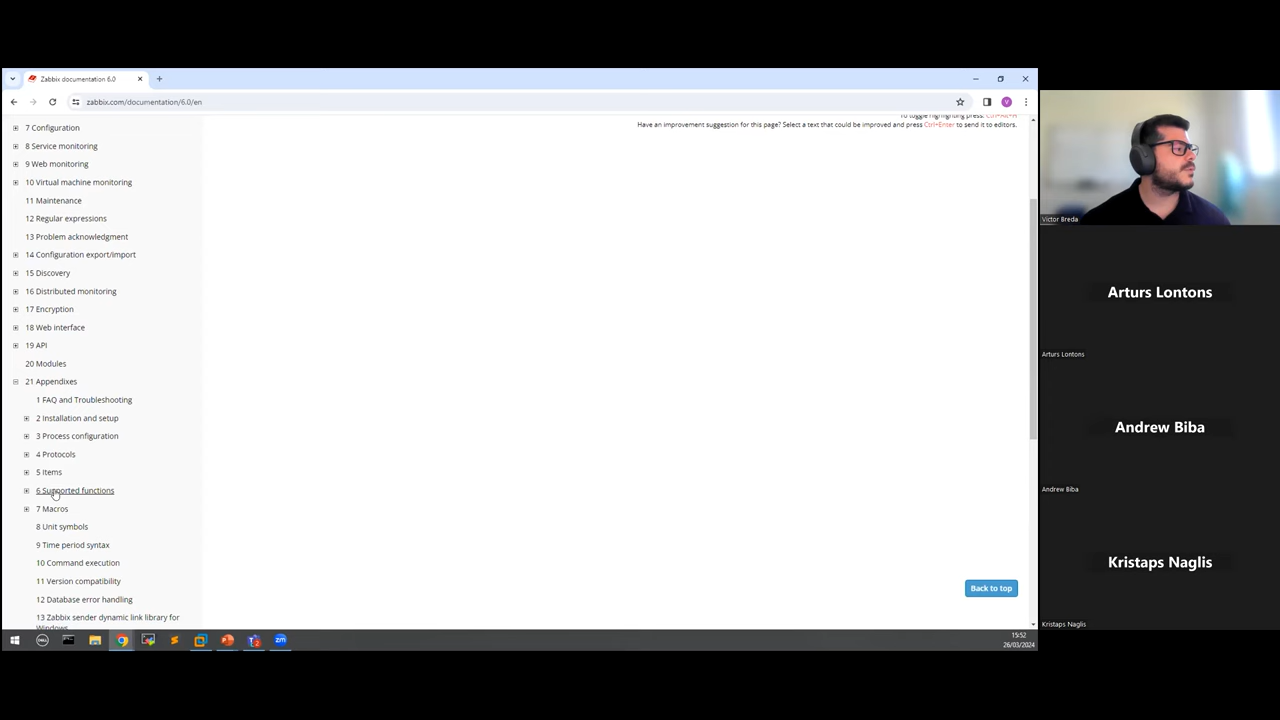 Zabbix documentation 6.0
zabbix.com/documentation/6.0/en
To toggle highlighting press: Ctrl+Alt+H
Have an improvement suggestion for this page? Select a text that could be improved and press Ctrl+Enter to send it to editors.
7 Configuration
8 Service monitoring
9 Web monitoring
10 Virtual machine monitoring
11 Maintenance
12 Regular expressions
13 Problem acknowledgment
14 Configuration export/import
15 Discovery
16 Distributed monitoring
17 Encryption
18 Web interface
19 API
20 Modules
21 Appendixes
1 FAQ and Troubleshooting
2 Installation and setup
3 Process configuration
4 Protocols
5 Items
6 Supported functions
7 Macros
8 Unit symbols
9 Time period syntax
10 Command execution
11 Version compatibility
12 Database error handling
13 Zabbix sender dynamic link library for
Windows
Back to top
15:52
26/03/2024
Victor Breda
Arturs Lontons
Arturs Lontons
Andrew Biba
Andrew Biba
Kristaps Naglis
Kristaps Naglis